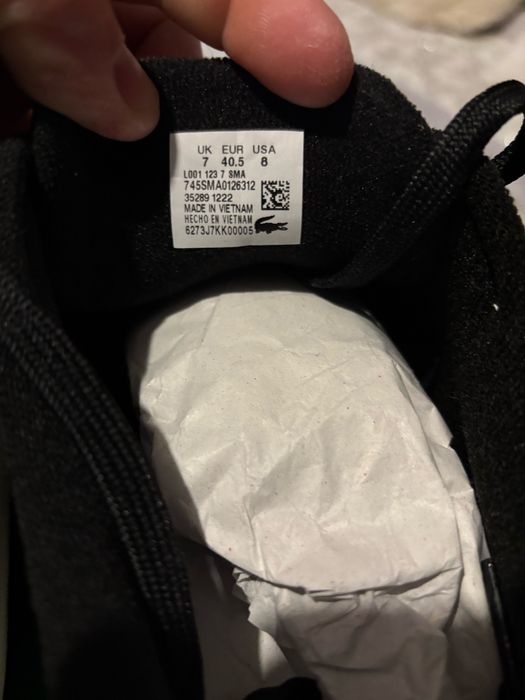 UK EUR USA
7 40.5 8
L001 123 7 SMA
745SMA0126312
35289 1222
MADE IN VIETNAM
HECHO EN VIETNAM
6273J7KK00005